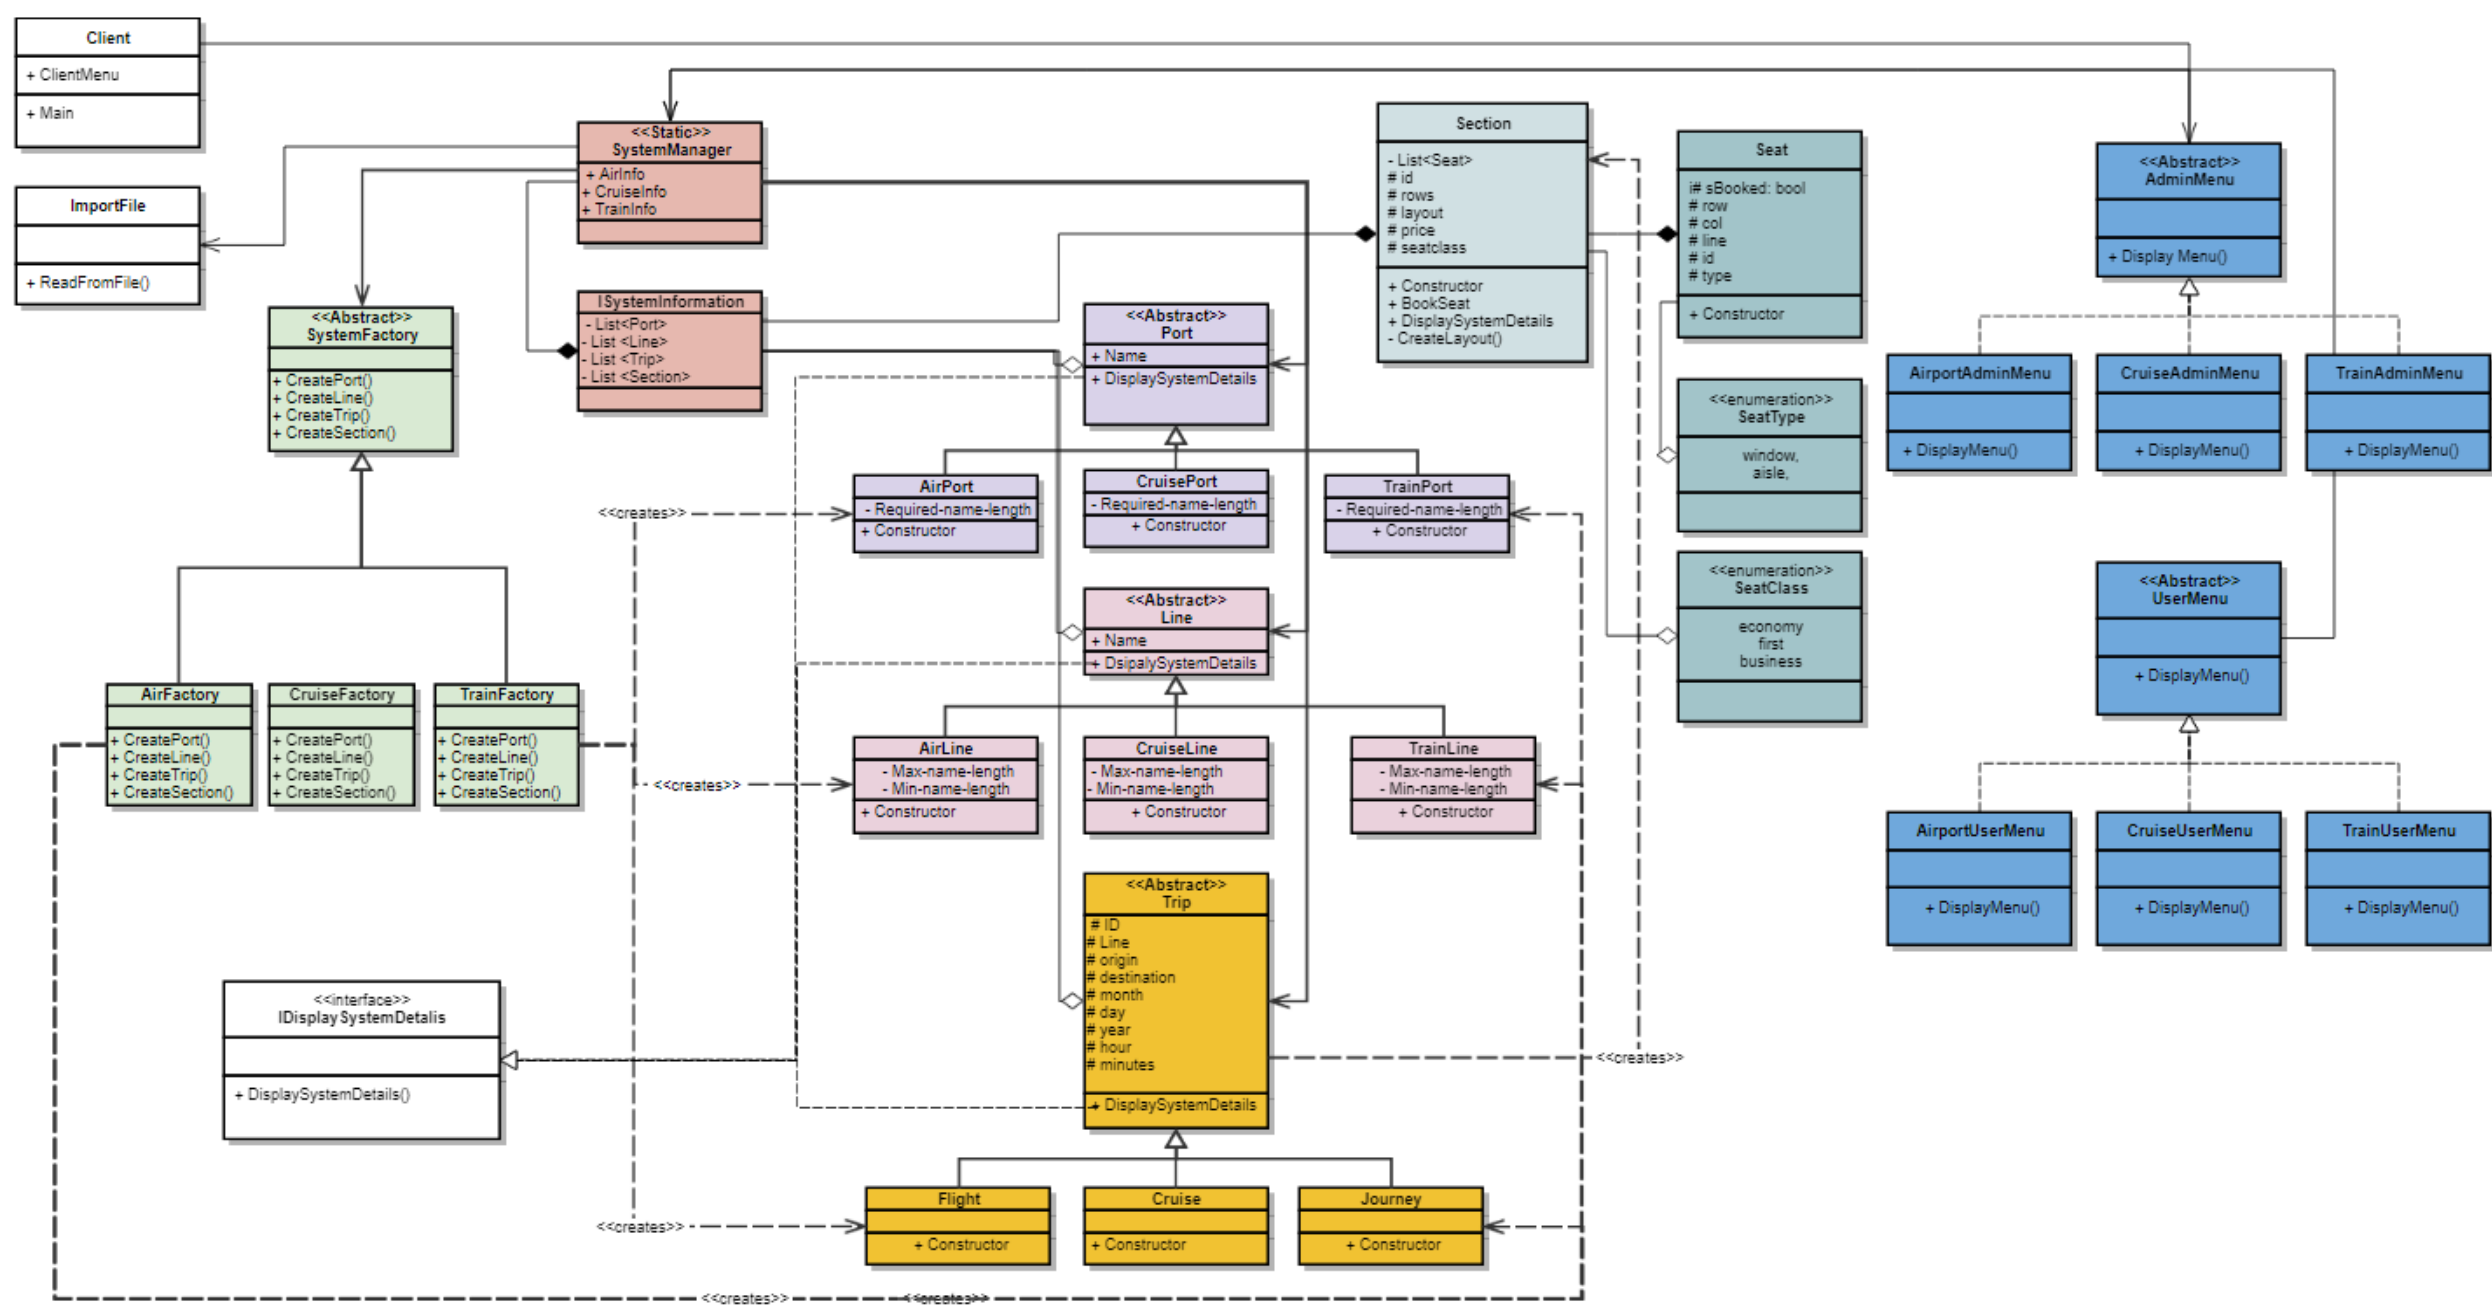 Client
+ ClientMenu
+ Main
ImportFile
+ ReadFromFile()
<<Static>>
SystemManager
+ AirInfo
+ CruiseInfo
+ TrainInfo
ISystemInformation
- List<Port>
- List <Line>
- List <Trip>
- List <Section>
<<Abstract>>
SystemFactory
+ CreatePort()
+ CreateLine()
+ CreateTrip()
+ CreateSection()
AirFactory
+ CreatePort()
+ CreateLine()
+ CreateTrip()
+ CreateSection()
CruiseFactory
+ CreatePort()
+ CreateLine()
+ CreateTrip()
+ CreateSection()
TrainFactory
+ CreatePort()
+ CreateLine()
+ CreateTrip()
+ CreateSection()
<<interface>>
IDisplaySystemDetalis
+ DisplaySystemDetails()
<<Abstract>>
Port
+ Name
+ DisplaySystemDetails
AirPort
- Required-name-length
+ Constructor
CruisePort
- Required-name-length
+ Constructor
TrainPort
- Required-name-length
+ Constructor
<<creates>>
<<Abstract>>
Line
+ Name
+ DsipalySystemDetails
AirLine
- Max-name-length
- Min-name-length
+ Constructor
CruiseLine
- Max-name-length
- Min-name-length
+ Constructor
TrainLine
- Max-name-length
- Min-name-length
+ Constructor
<<creates>>
<<Abstract>>
Trip
# ID
# Line
# origin
# destination
# month
# day
# year
# hour
# minutes
+ DisplaySystemDetails
<<creates>>
Flight
+ Constructor
Cruise
+ Constructor
Journey
+ Constructor
<<creates>>
<<creates>>
<<creates>>
Section
- List<Seat>
# id
# rows
# layout
# price
# seatclass
+ Constructor
+ BookSeat
+ DisplaySystemDetails
- CreateLayout()
Seat
i# sBooked: bool
# row
# col
# line
# id
# type
+ Constructor
<<enumeration>>
SeatType
window,
aisle,
<<enumeration>>
SeatClass
economy
first
business
<<Abstract>>
AdminMenu
+ Display Menu()
AirportAdminMenu
+ DisplayMenu()
CruiseAdminMenu
+ DisplayMenu()
TrainAdminMenu
+ DisplayMenu()
<<Abstract>>
UserMenu
+ DisplayMenu()
AirportUserMenu
+ DisplayMenu()
CruiseUserMenu
+ DisplayMenu()
TrainUserMenu
+ DisplayMenu()